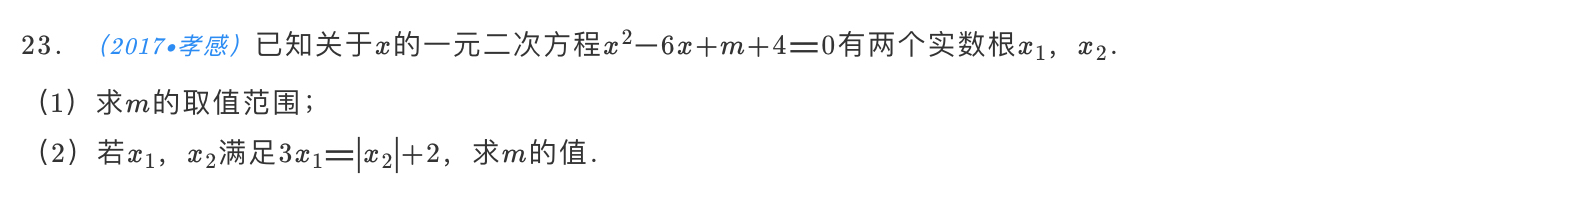 23. （2017•孝感）已知关于x的一元二次方程x²−6x+m+4=0有两个实数根x₁，x₂.
（1）求m的取值范围；
（2）若x₁，x₂满足3x₁=|x₂|+2，求m的值.